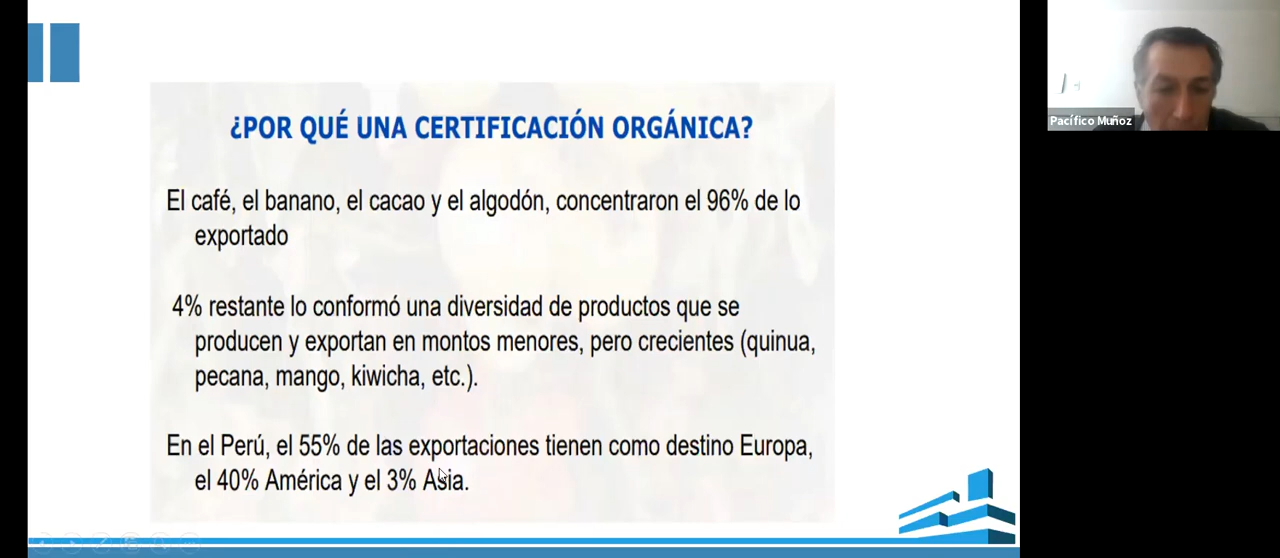 ¿POR QUÉ UNA CERTIFICACIÓN ORGÁNICA?
El café, el banano, el cacao y el algodón, concentraron el 96% de lo
exportado
4% restante lo conformó una diversidad de productos que se
producen y exportan en montos menores, pero crecientes (quinua,
pecana, mango, kiwicha, etc.).
En el Perú, el 55% de las exportaciones tienen como destino Europa,
el 40% América y el 3% Asia.
Pacífico Muñoz